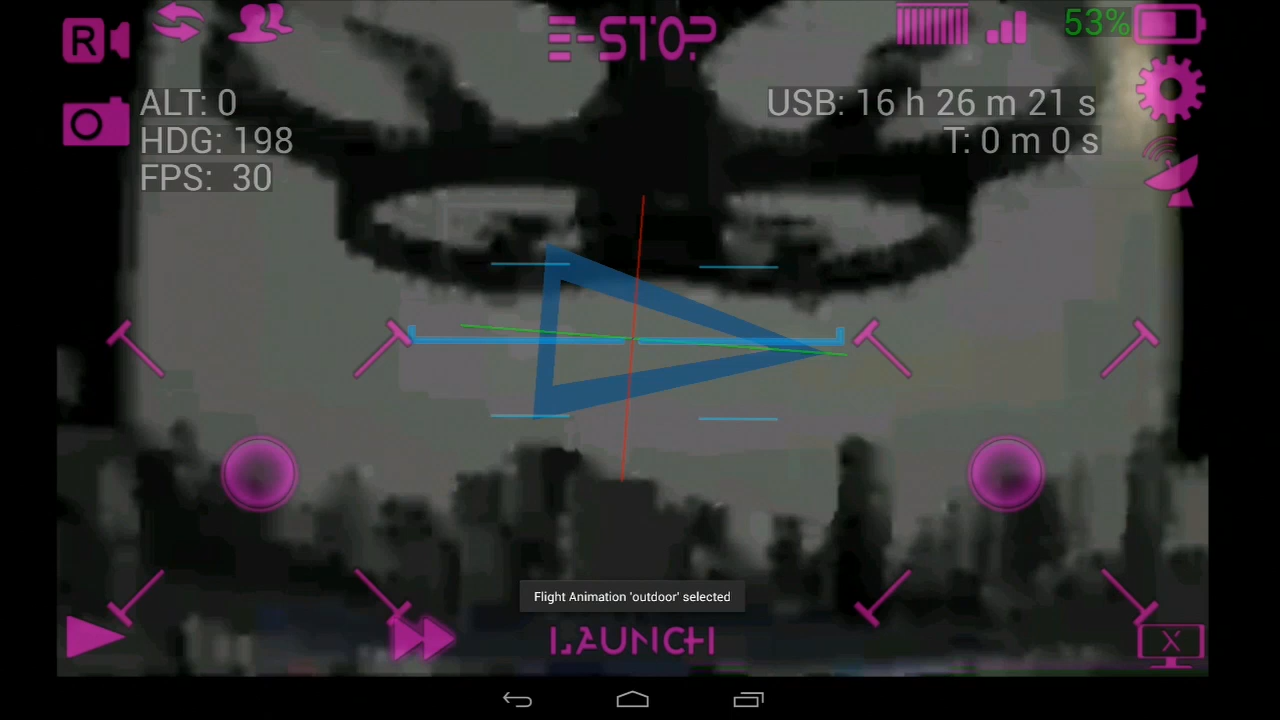 R
E-STOP
53%
ALT: 0
USB: 16 h 26 m 21 s
HDG: 198
T: 0 m 0 s
FPS: 30
Flight Animation 'outdoor' selected
LAUNCH
X